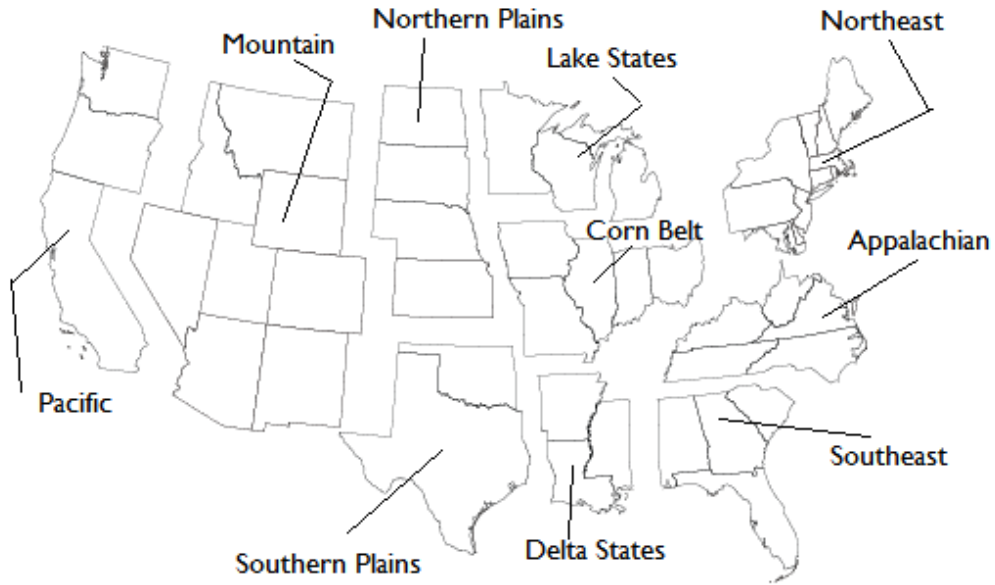 Northern Plains
Northeast
Mountain
Lake States
Corn Belt
Appalachian
Pacific
Southeast
Southern Plains
Delta States